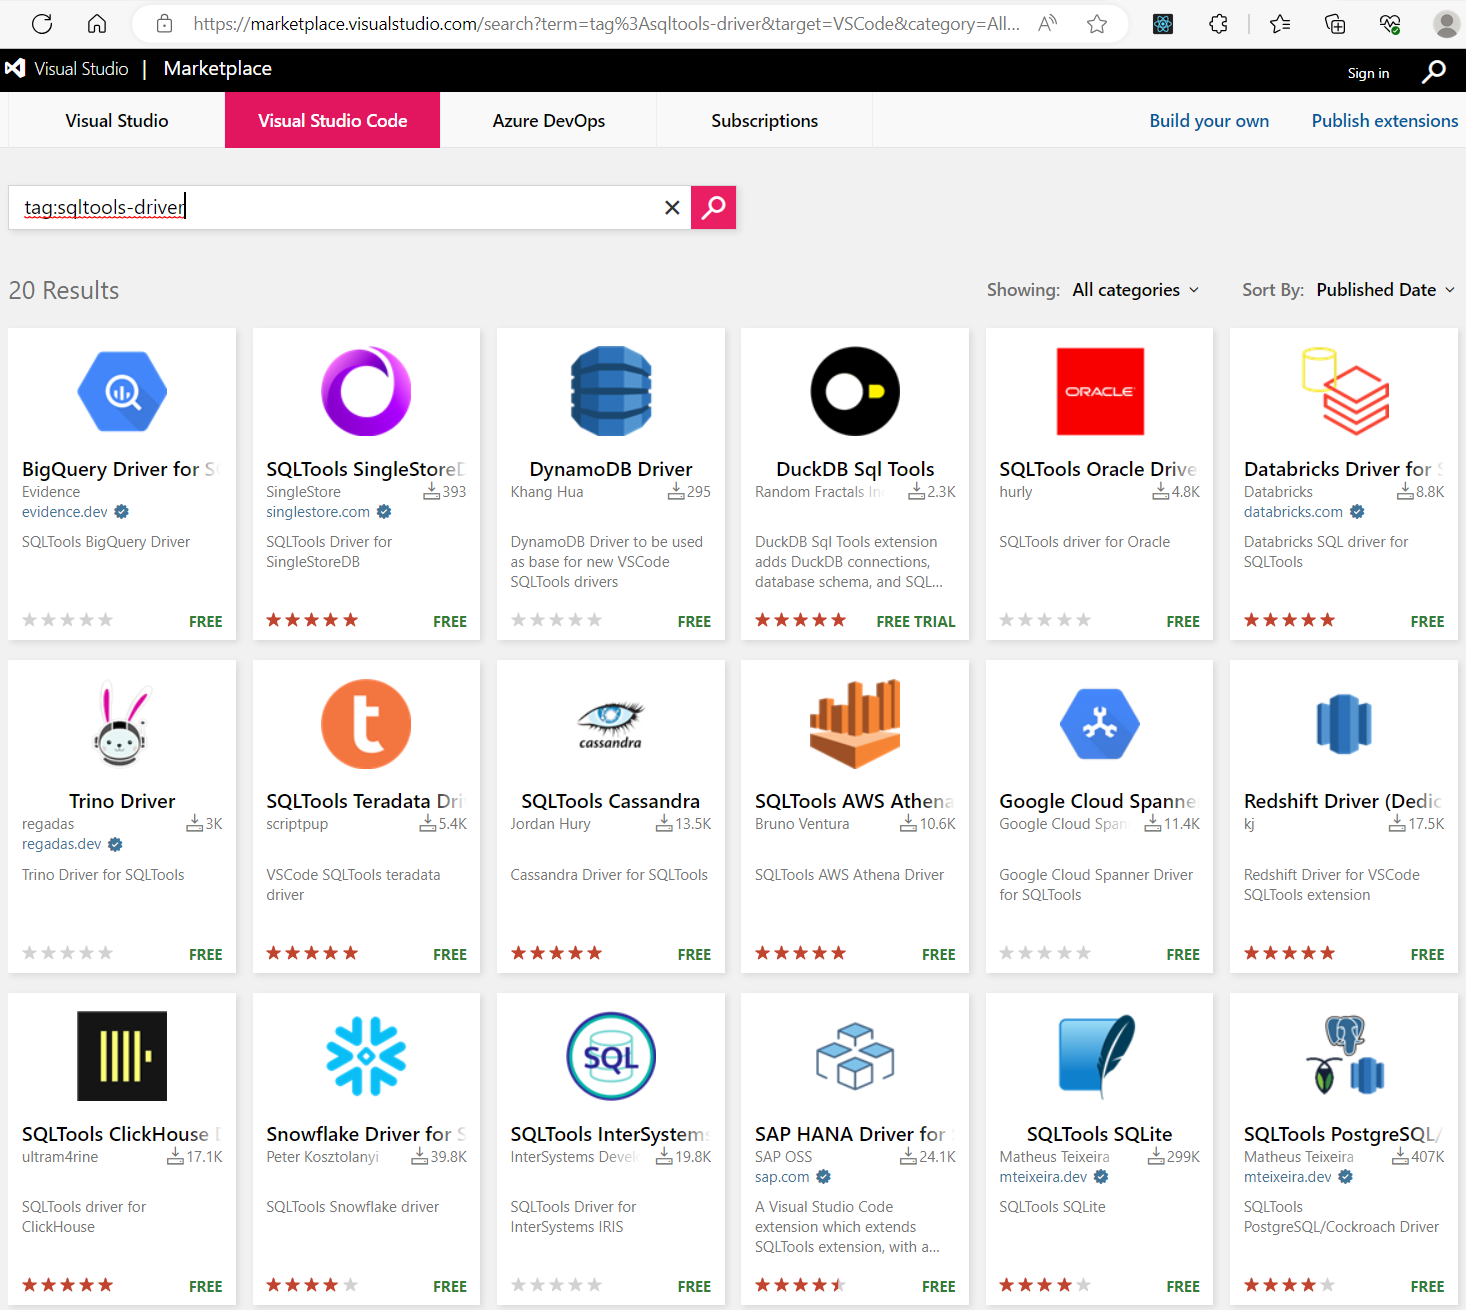 https://marketplace.visualstudio.com/search?term=tag%3Asqltools-driver&target=VSCode&category=All...
Visual Studio | Marketplace
Sign in
Visual Studio
Visual Studio Code
Azure DevOps
Subscriptions
Build your own
Publish extensions
tag:sqltools-driver
20 Results
Showing: All categories
Sort By: Published Date
BigQuery Driver for S
Evidence
evidence.dev
SQLTools BigQuery Driver
FREE
SQLTools SingleStoreD
SingleStore 393
singlestore.com
SQLTools Driver for
SingleStoreDB
FREE
DynamoDB Driver
Khang Hua 295
DynamoDB Driver to be used
as base for new VSCode
SQLTools drivers
FREE
DuckDB Sql Tools
Random Fractals Inc 2.3K
DuckDB Sql Tools extension
adds DuckDB connections,
database schema, and SQL...
FREE TRIAL
ORACLE
SQLTools Oracle Drive
hurly 4.8K
SQLTools driver for Oracle
FREE
Databricks Driver for S
Databricks 8.8K
databricks.com
Databricks SQL driver for
SQLTools
FREE
Trino Driver
regadas 3K
regadas.dev
Trino Driver for SQLTools
FREE
t
SQLTools Teradata Dri
scriptpup 5.4K
VSCode SQLTools teradata
driver
FREE
cassandra
SQLTools Cassandra
Jordan Hury 13.5K
Cassandra Driver for SQLTools
FREE
SQLTools AWS Athena
Bruno Ventura 10.6K
SQLTools AWS Athena Driver
FREE
Google Cloud Spanne
Google Cloud Span 11.4K
Google Cloud Spanner Driver
for SQLTools
FREE
Redshift Driver (Dedic
kj 17.5K
Redshift Driver for VSCode
SQLTools extension
FREE
SQLTools ClickHouse D
ultram4rine 17.1K
SQLTools driver for
ClickHouse
FREE
Snowflake Driver for S
Peter Kosztolanyi 39.8K
SQLTools Snowflake driver
FREE
SQL
SQLTools InterSystems
InterSystems Devel 19.8K
SQLTools Driver for
InterSystems IRIS
FREE
SAP HANA Driver for
SAP OSS 24.1K
sap.com
A Visual Studio Code
extension which extends
SQLTools extension, with a...
FREE
SQLTools SQLite
Matheus Teixeira 299K
mteixeira.dev
SQLTools SQLite
FREE
SQLTools PostgreSQL/
Matheus Teixeira 407K
mteixeira.dev
SQLTools
PostgreSQL/Cockroach Driver
FREE